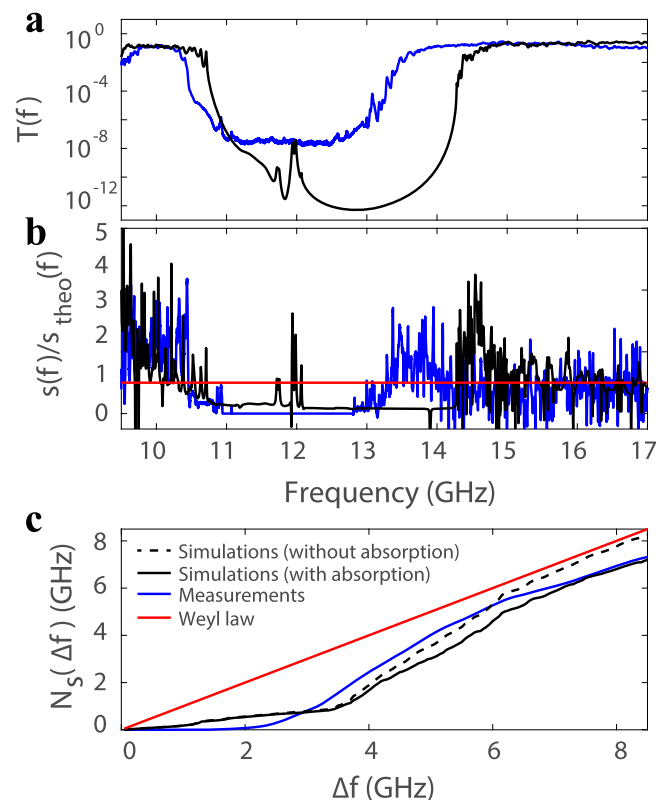 a
T(f)
10^0
10^-4
10^-8
10^-12
b
s(f)/s_theo(f)
5
4
3
2
1
0
10 11 12 13 14 15 16 17
Frequency (GHz)
c
N_S(Δf) (GHz)
8
6
4
2
0
Simulations (without absorption)
Simulations (with absorption)
Measurements
Weyl law
0 2 4 6 8
Δf (GHz)